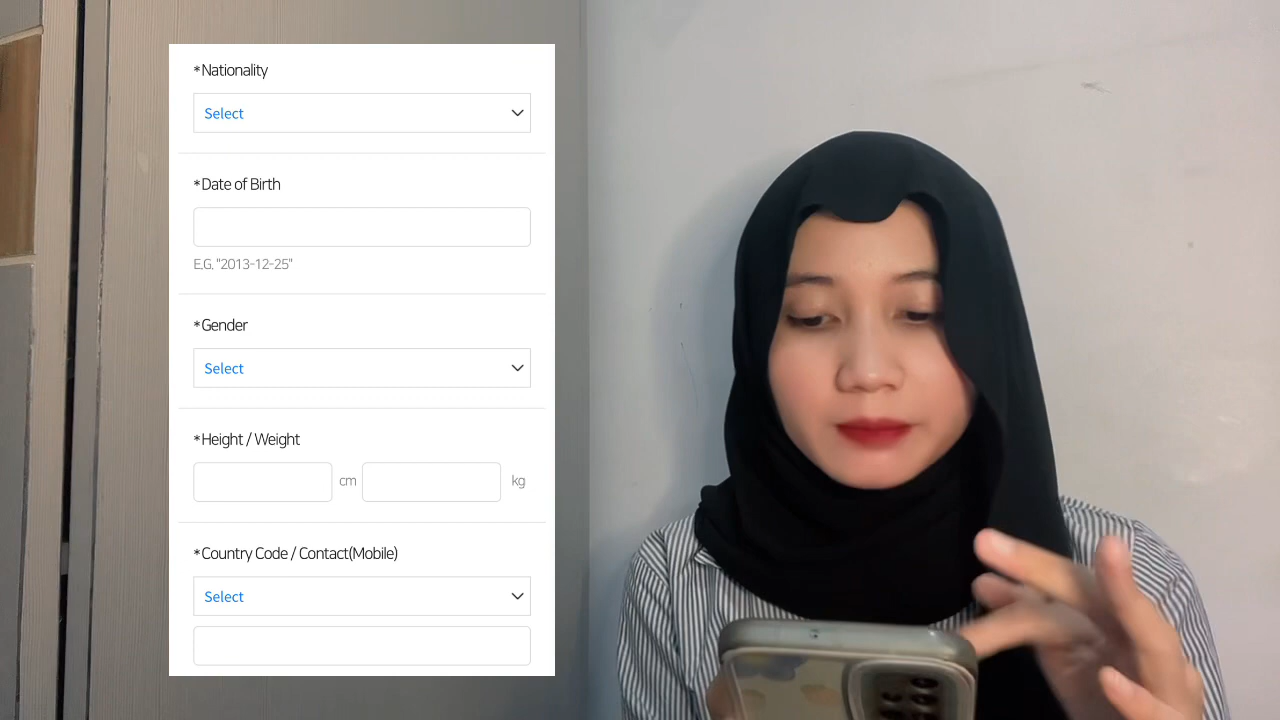 *Nationality
Select
*Date of Birth
E.G. "2013-12-25"
*Gender
Select
*Height / Weight
cm kg
*Country Code / Contact(Mobile)
Select